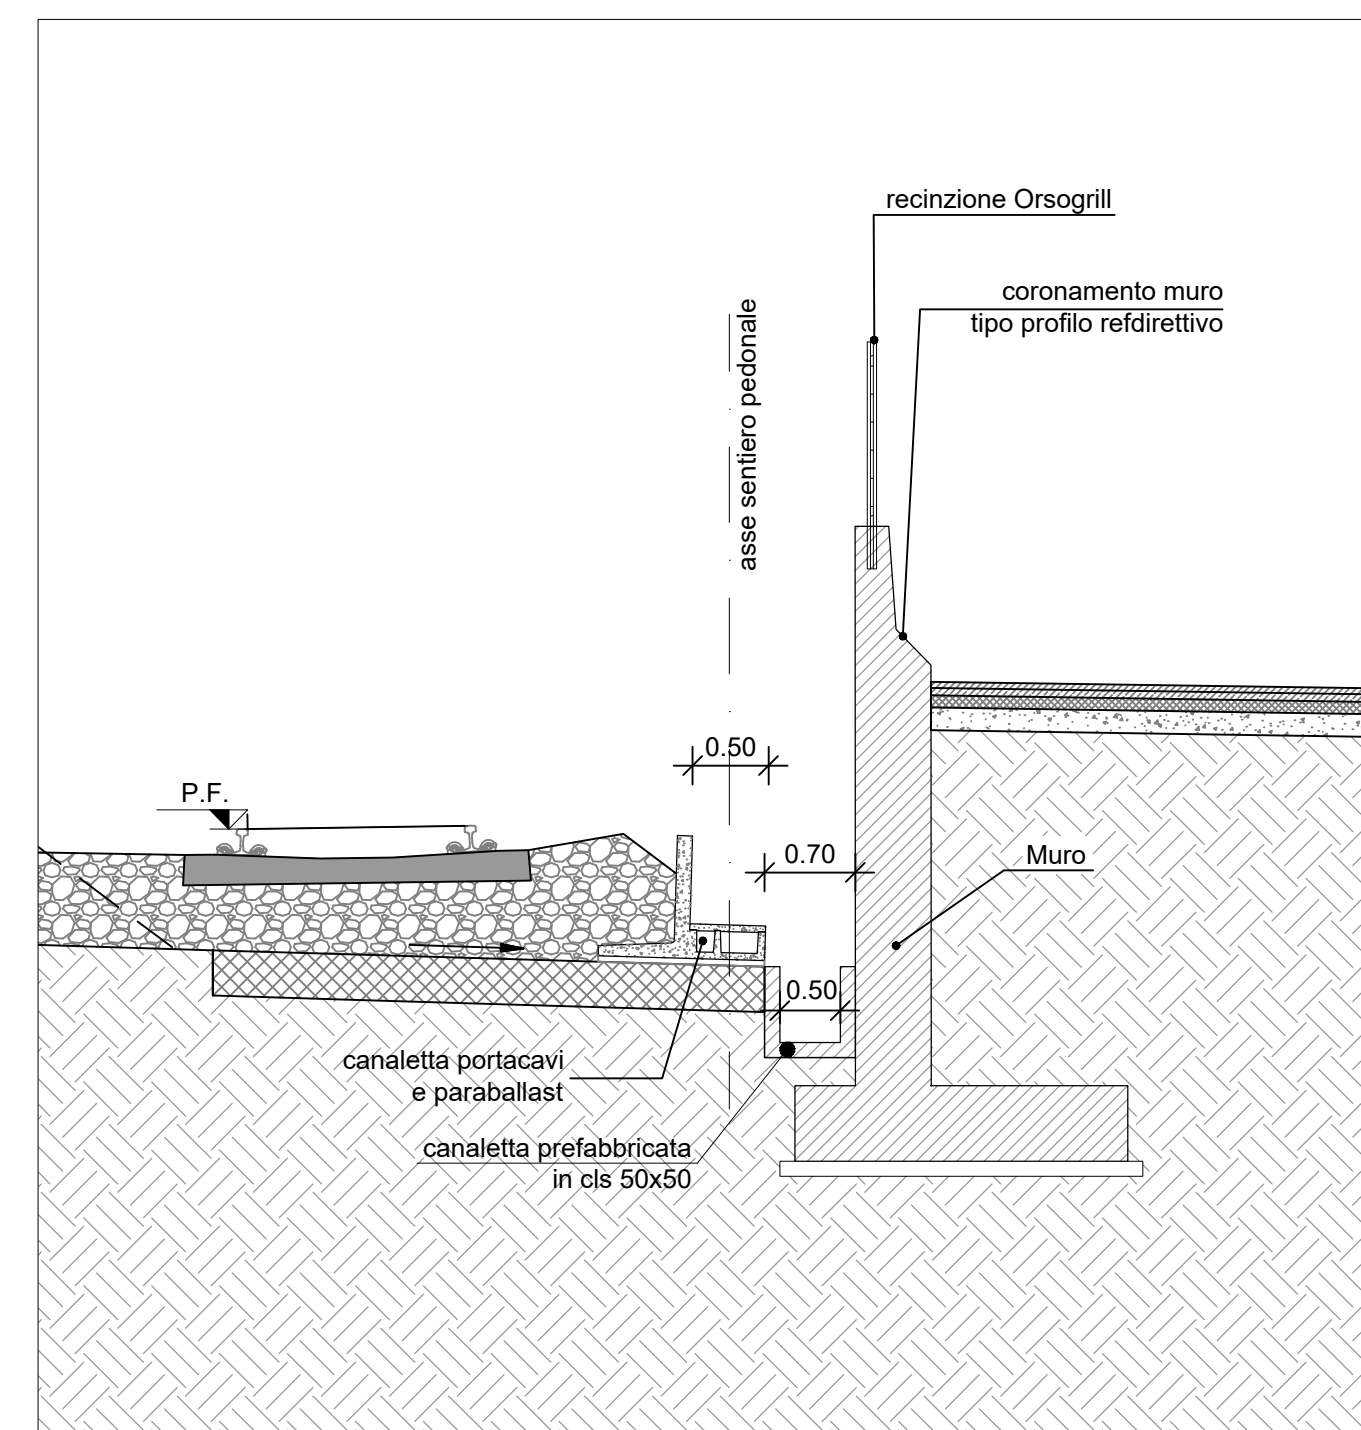 recinzione Orsogrill
coronamento muro
tipo profilo refdirettivo
asse sentiero pedonale
0.50
P.F.
0.70
Muro
0.50
canaletta portacavi
e paraballast
canaletta prefabbricata
in cls 50x50